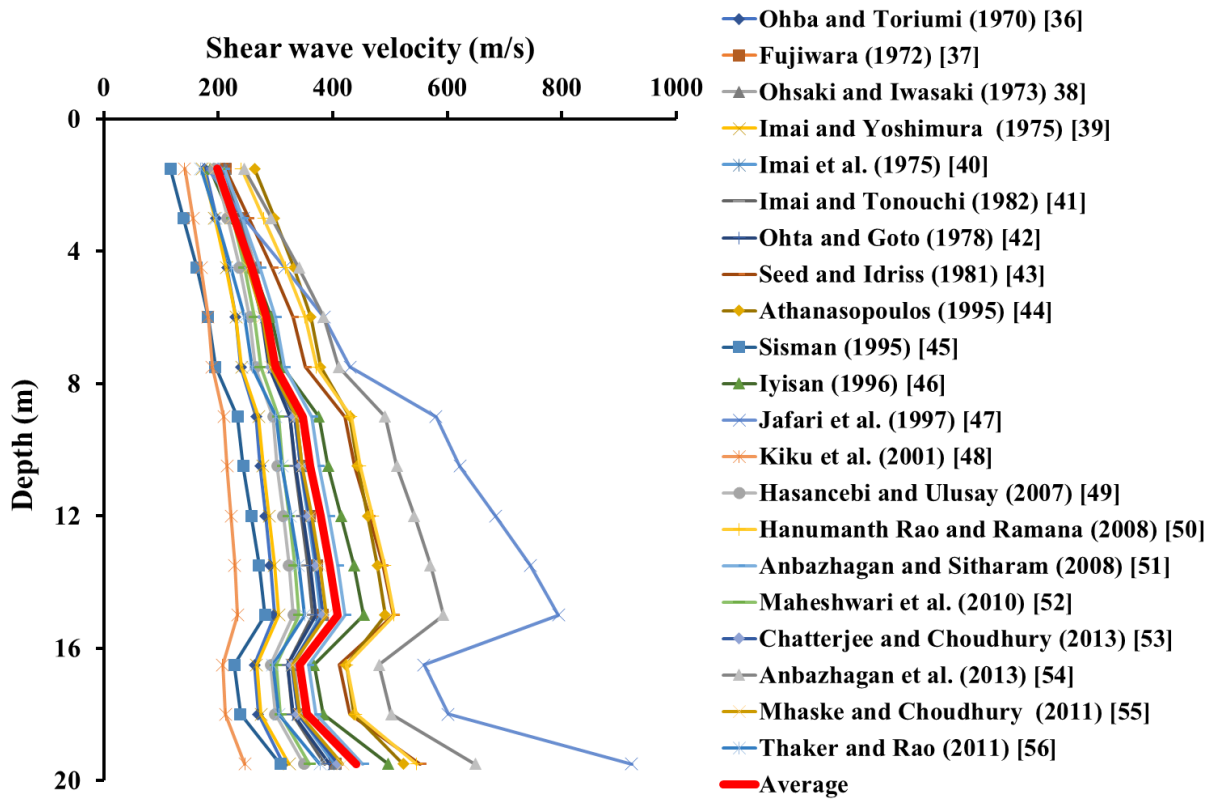 Shear wave velocity (m/s)
0 200 400 600 800 1000
0
4
8
12
16
20
Depth (m)
Ohba and Toriumi (1970) [36]
Fujiwara (1972) [37]
Ohsaki and Iwasaki (1973) 38]
Imai and Yoshimura (1975) [39]
Imai et al. (1975) [40]
Imai and Tonouchi (1982) [41]
Ohta and Goto (1978) [42]
Seed and Idriss (1981) [43]
Athanasopoulos (1995) [44]
Sisman (1995) [45]
Iyisan (1996) [46]
Jafari et al. (1997) [47]
Kiku et al. (2001) [48]
Hasancebi and Ulusay (2007) [49]
Hanumanth Rao and Ramana (2008) [50]
Anbazhagan and Sitharam (2008) [51]
Maheshwari et al. (2010) [52]
Chatterjee and Choudhury (2013) [53]
Anbazhagan et al. (2013) [54]
Mhaske and Choudhury (2011) [55]
Thaker and Rao (2011) [56]
Average